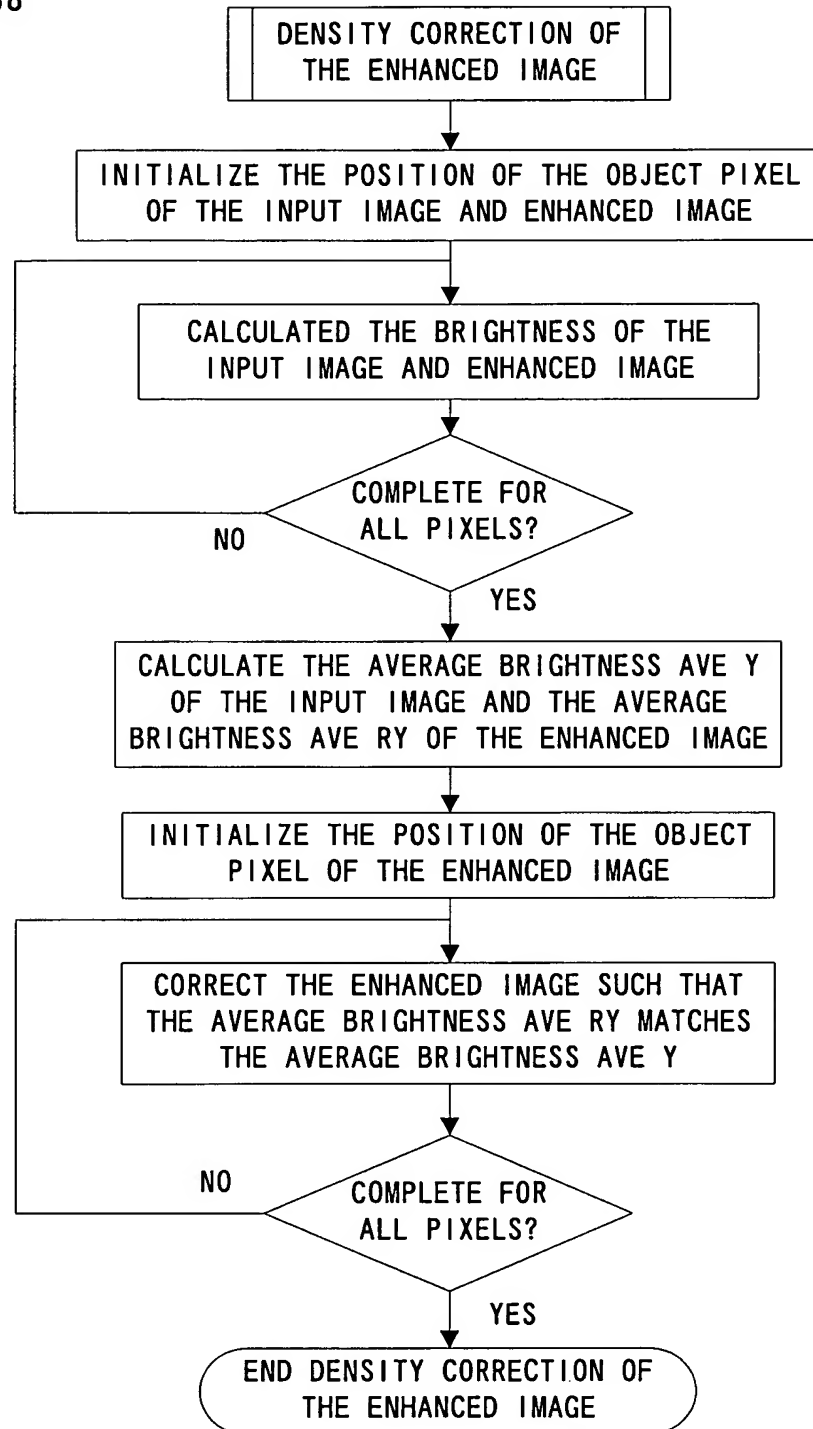 DENSITY CORRECTION OF
THE ENHANCED IMAGE
INITIALIZE THE POSITION OF THE OBJECT PIXEL
OF THE INPUT IMAGE AND ENHANCED IMAGE
CALCULATED THE BRIGHTNESS OF THE
INPUT IMAGE AND ENHANCED IMAGE
COMPLETE FOR
ALL PIXELS?
NO
YES
CALCULATE THE AVERAGE BRIGHTNESS AVE Y
OF THE INPUT IMAGE AND THE AVERAGE
BRIGHTNESS AVE RY OF THE ENHANCED IMAGE
INITIALIZE THE POSITION OF THE OBJECT
PIXEL OF THE ENHANCED IMAGE
CORRECT THE ENHANCED IMAGE SUCH THAT
THE AVERAGE BRIGHTNESS AVE RY MATCHES
THE AVERAGE BRIGHTNESS AVE Y
NO
COMPLETE FOR
ALL PIXELS?
YES
END DENSITY CORRECTION OF
THE ENHANCED IMAGE